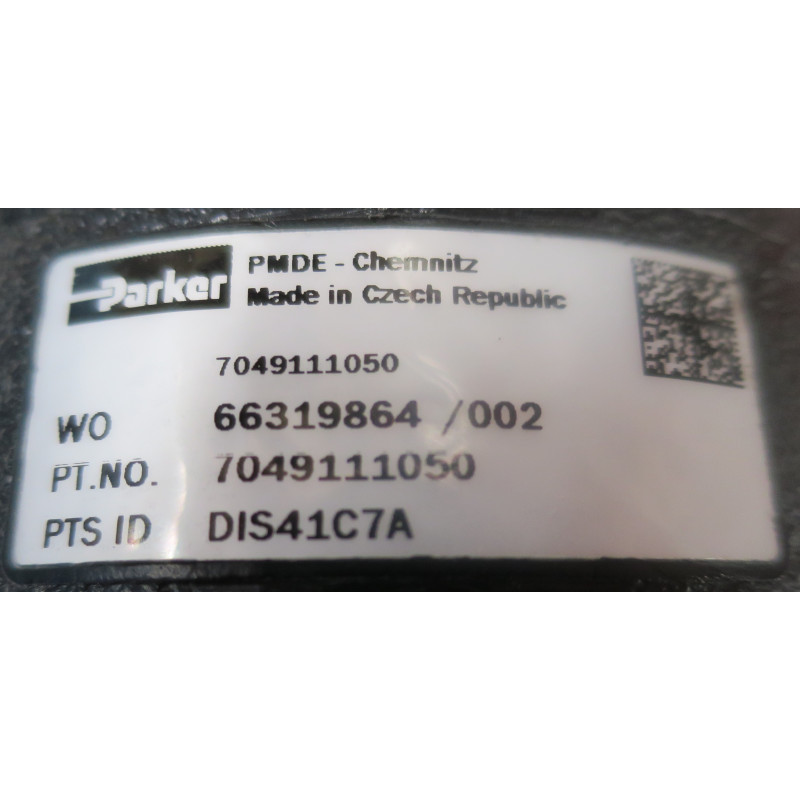 Parker
PMDE - Chemnitz
Made in Czech Republic
7049111050
WO 66319864 /002
PT.NO. 7049111050
PTS ID DIS41C7A